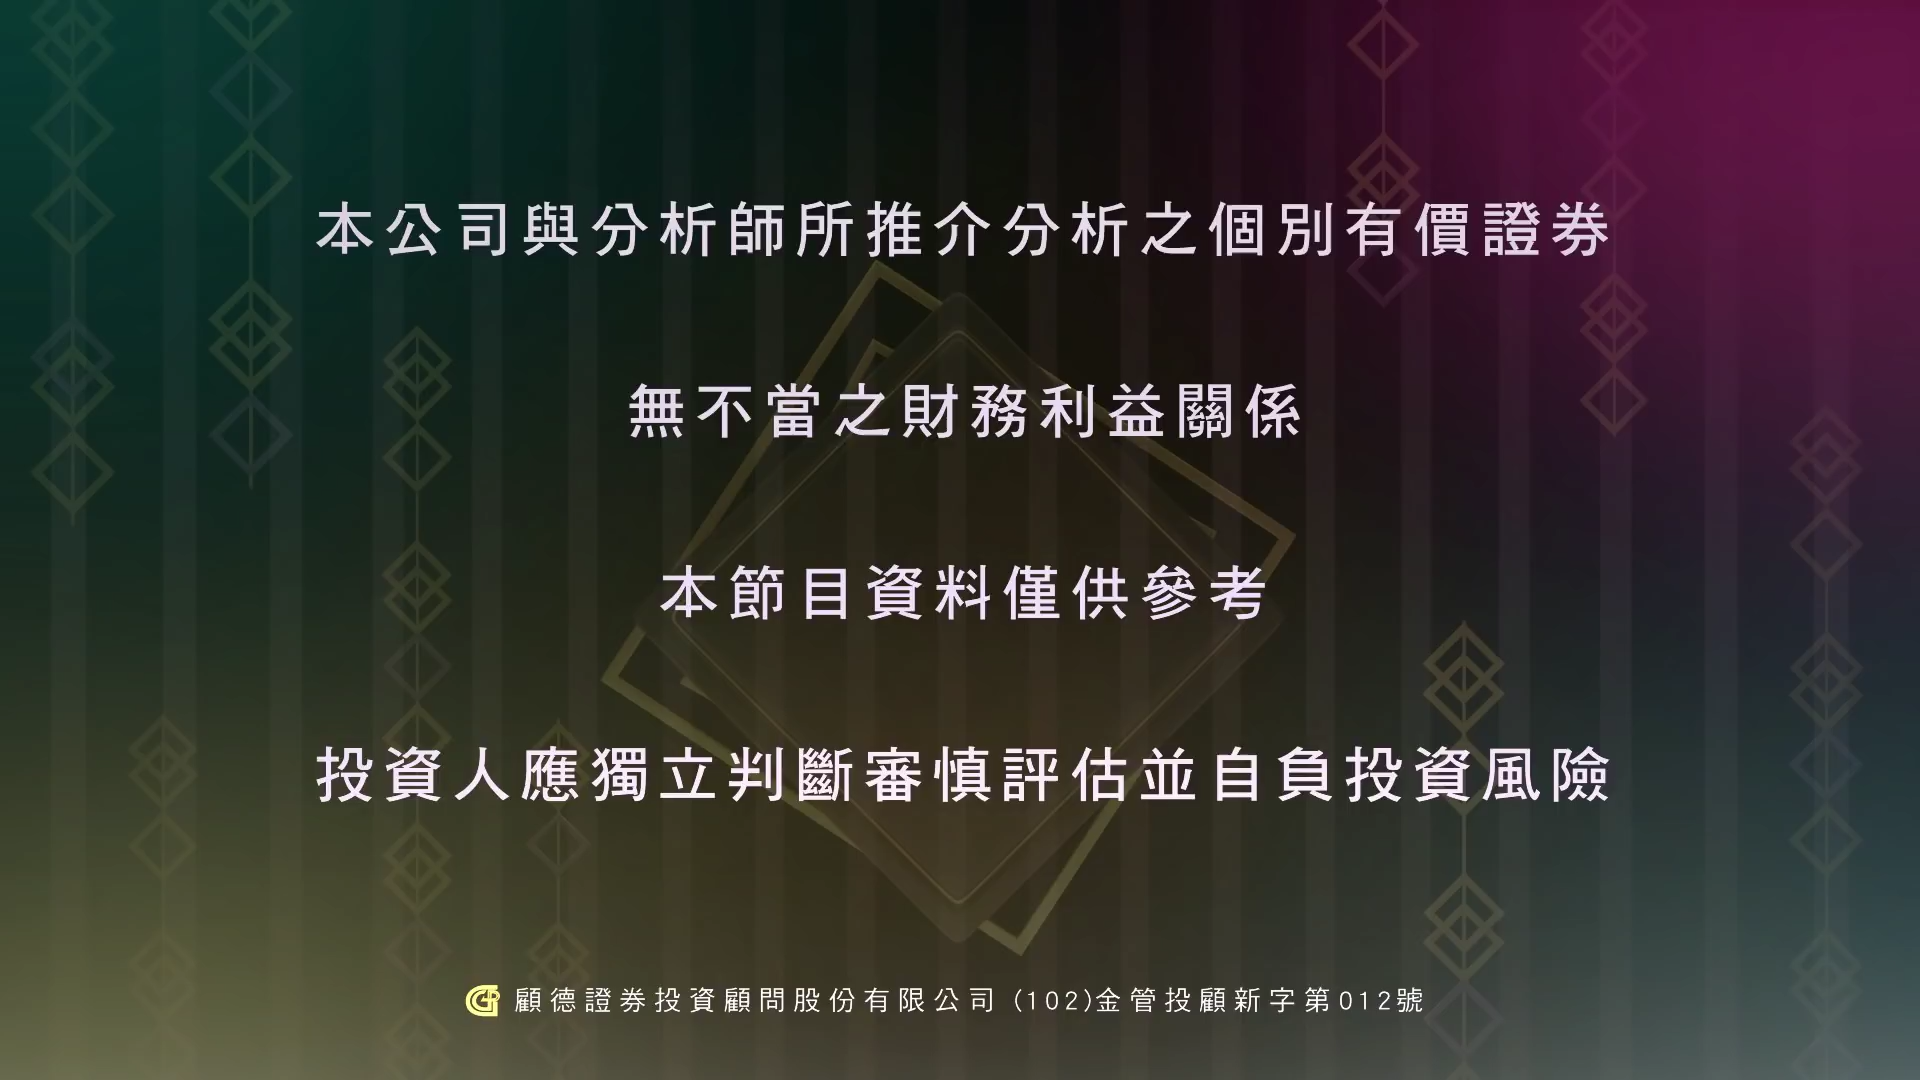 本公司與分析師所推介分析之個別有價證券
無不當之財務利益關係
本節目資料僅供參考
投資人應獨立判斷審慎評估並自負投資風險
顧德證券投資顧問股份有限公司 (102)金管投顧新字第012號